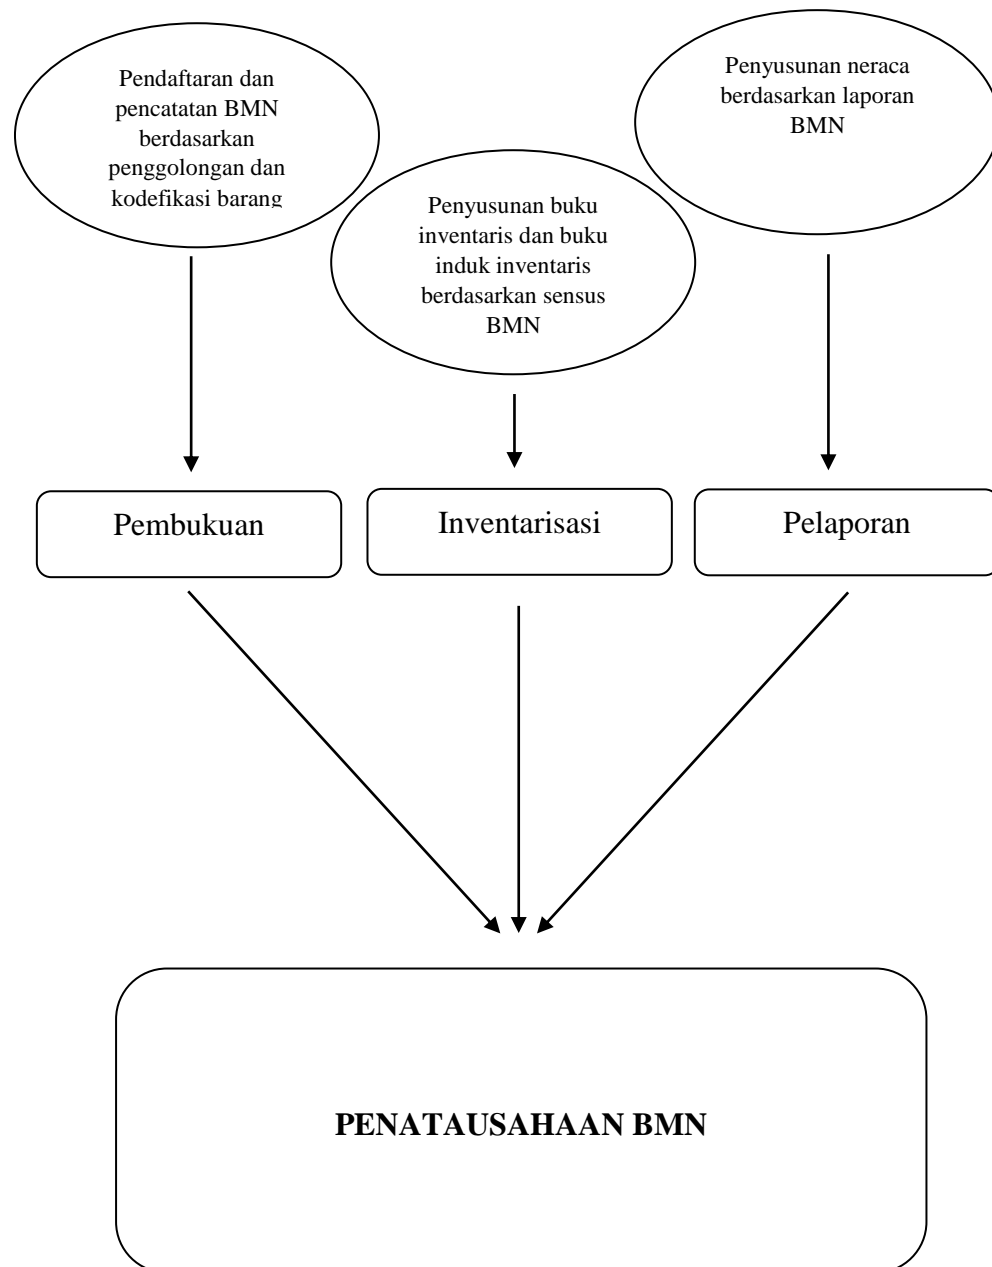 Pendaftaran dan
pencatatan BMN
berdasarkan
penggolongan dan
kodefikasi barang
Penyusunan buku
inventaris dan buku
induk inventaris
berdasarkan sensus
BMN
Penyusunan neraca
berdasarkan laporan
BMN
Pembukuan
Inventarisasi
Pelaporan
PENATAUSAHAAN BMN